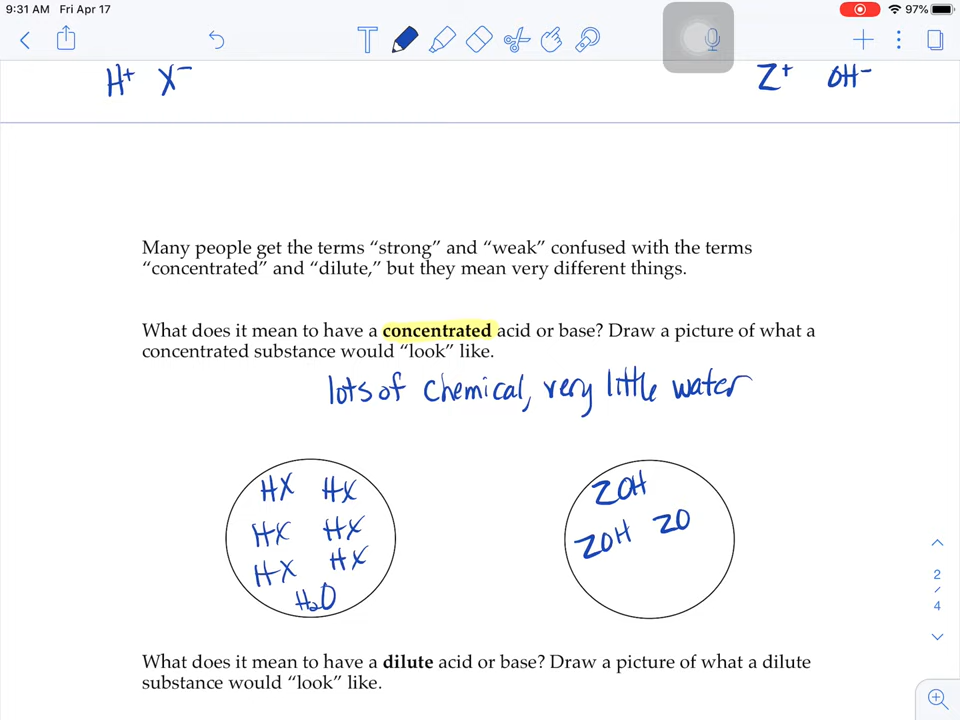 9:31 AM Fri Apr 17 97%
T
H+ X− Z+ OH−
Many people get the terms “strong” and “weak” confused with the terms
“concentrated” and “dilute,” but they mean very different things.
What does it mean to have a concentrated acid or base? Draw a picture of what a
concentrated substance would “look” like.
lots of chemical, very little water
HX HX
HX HX
HX HX
H₂O
ZOH
ZOH ZO
2
/
4
What does it mean to have a dilute acid or base? Draw a picture of what a dilute
substance would “look” like.